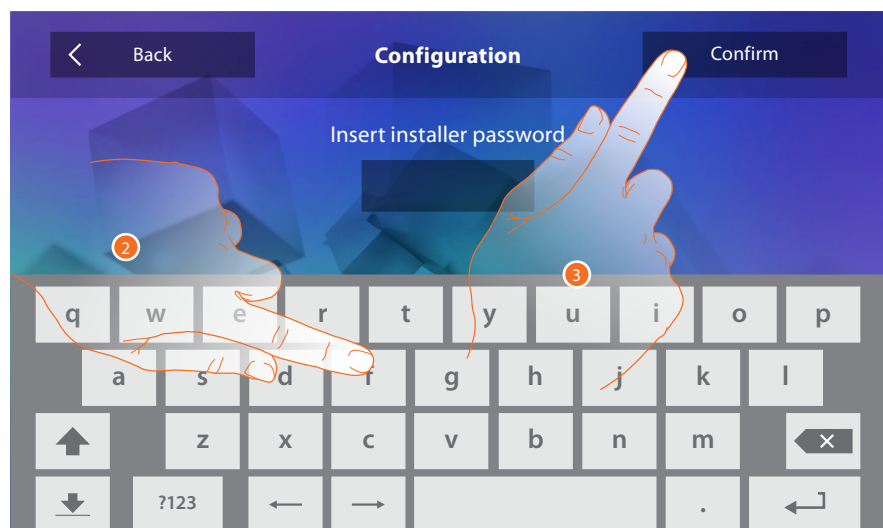 Back
Configuration
Confirm
Insert installer password
2
3
q w e r t y u i o p
a s d f g h j k l
z x c v b n m
?123 .